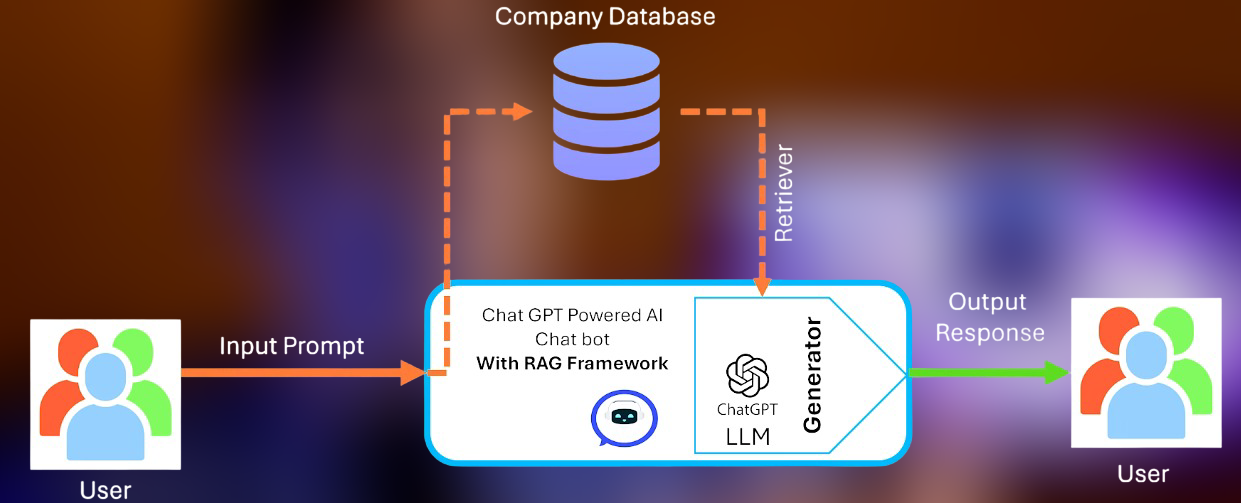 Company Database
Retriever
Input Prompt
Chat GPT Powered AI
Chat bot
With RAG Framework
ChatGPT
LLM
Generator
Output
Response
User
User